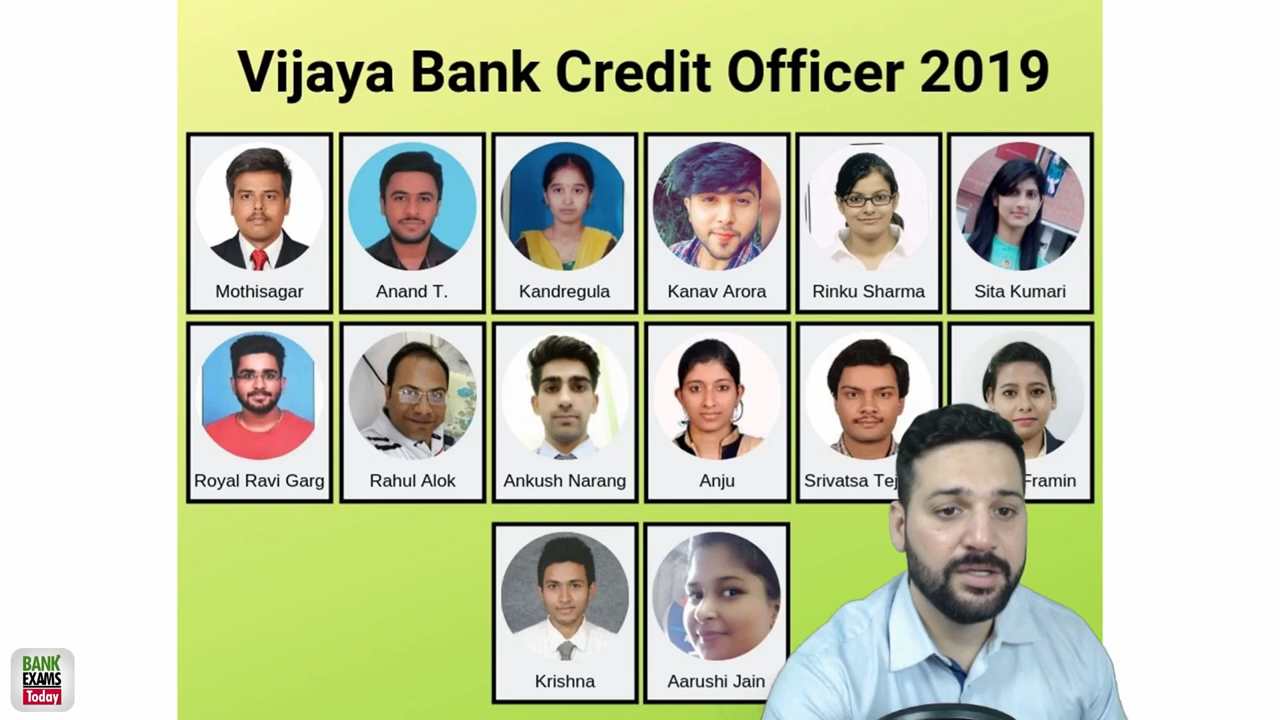 Vijaya Bank Credit Officer 2019
Mothisagar
Anand T.
Kandregula
Kanav Arora
Rinku Sharma
Sita Kumari
Royal Ravi Garg
Rahul Alok
Ankush Narang
Anju
Srivatsa
Framin
Krishna
Aarushi Jain
BANK
EXAMS
Today